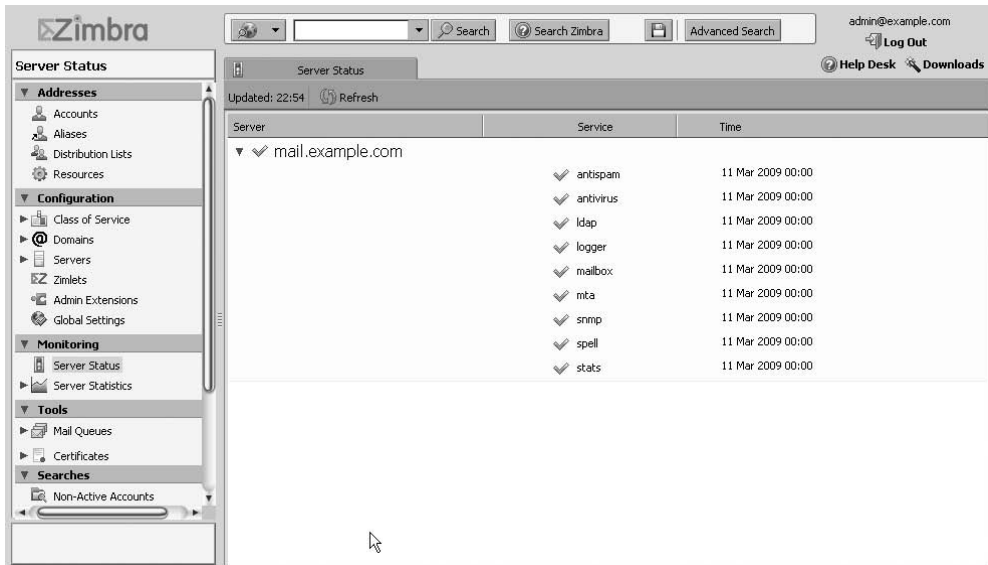 Zimbra
Search
Search Zimbra
Advanced Search
admin@example.com
Log Out
Server Status
Server Status
Help Desk
Downloads
Addresses
Accounts
Aliases
Distribution Lists
Resources
Configuration
Class of Service
Domains
Servers
Zimlets
Admin Extensions
Global Settings
Monitoring
Server Status
Server Statistics
Tools
Mail Queues
Certificates
Searches
Non-Active Accounts
Updated: 22:54 Refresh
Server Service Time
mail.example.com
antispam 11 Mar 2009 00:00
antivirus 11 Mar 2009 00:00
ldap 11 Mar 2009 00:00
logger 11 Mar 2009 00:00
mailbox 11 Mar 2009 00:00
mta 11 Mar 2009 00:00
snmp 11 Mar 2009 00:00
spell 11 Mar 2009 00:00
stats 11 Mar 2009 00:00